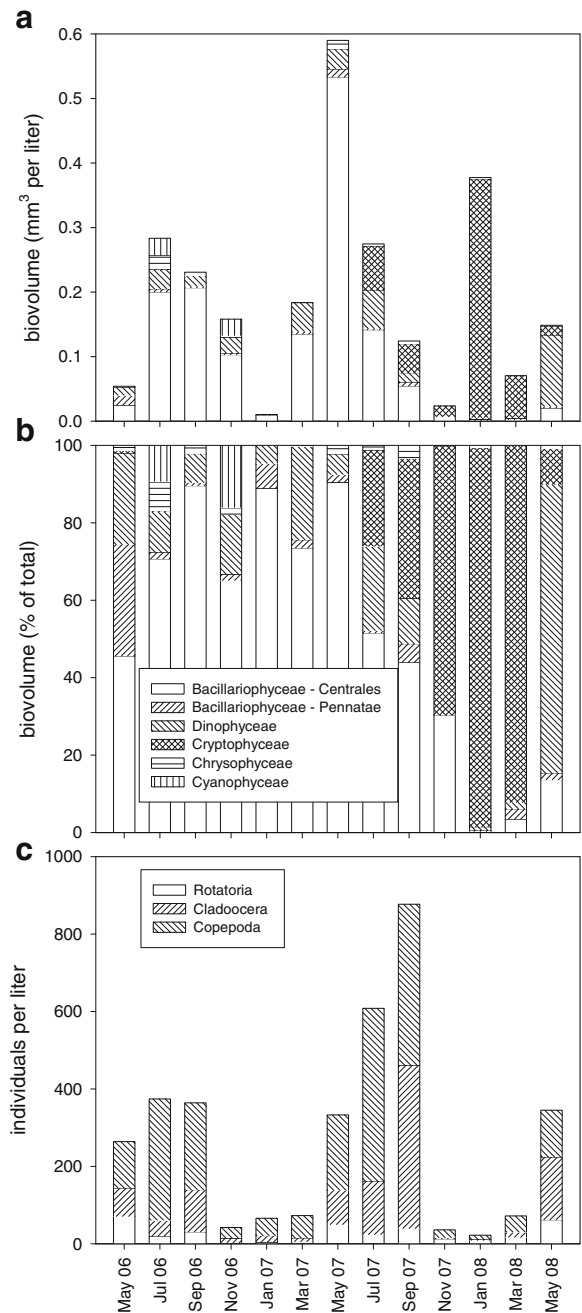 a
0.6
0.5
0.4
0.3
0.2
0.1
0.0
biovolume (mm³ per liter)
b
100
80
60
40
20
0
biovolume (% of total)
Bacillariophyceae - Centrales
Bacillariophyceae - Pennatae
Dinophyceae
Cryptophyceae
Chrysophyceae
Cyanophyceae
c
1000
800
600
400
200
0
individuals per liter
Rotatoria
Cladoocera
Copepoda
May 06
Jul 06
Sep 06
Nov 06
Jan 07
Mar 07
May 07
Jul 07
Sep 07
Nov 07
Jan 08
Mar 08
May 08